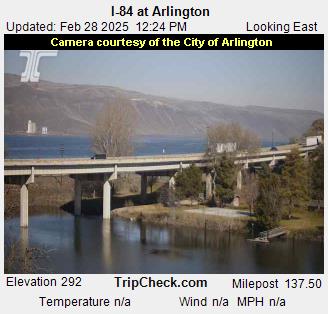 I-84 at Arlington
Updated: Feb 28 2025 12:24 PM Looking East
Camera courtesy of the City of Arlington
Elevation 292 TripCheck.com Milepost 137.50
Temperature n/a Wind n/a MPH n/a